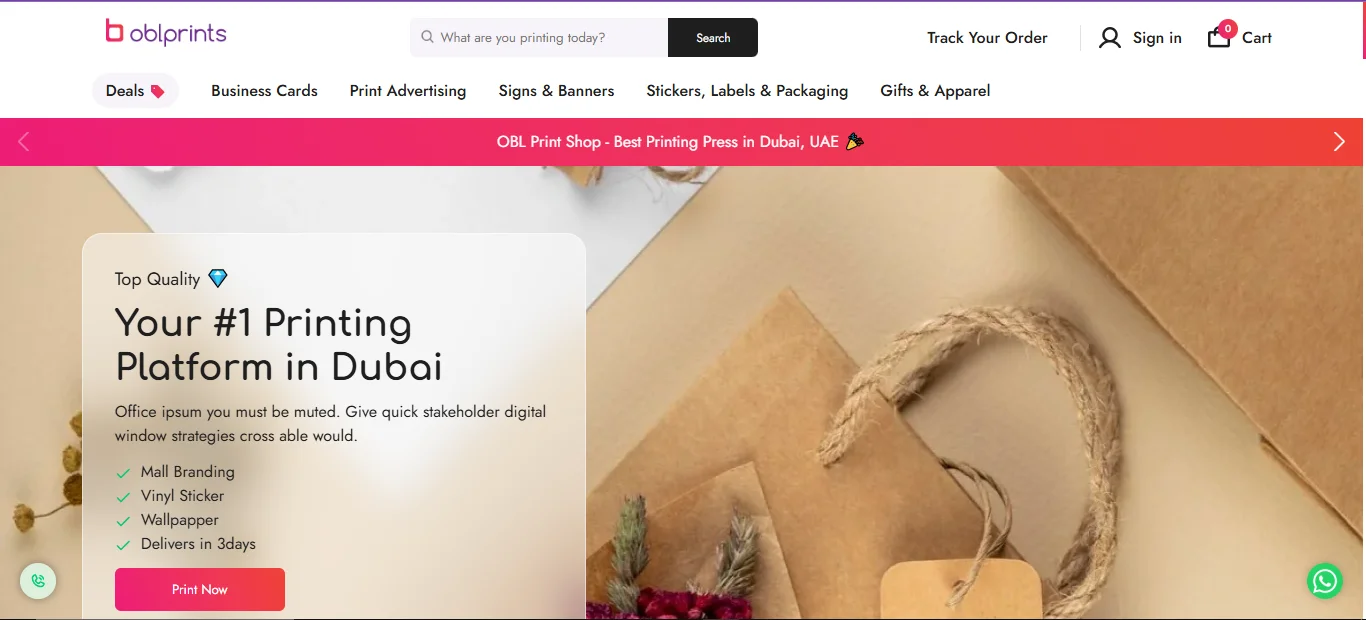 oblprints
What are you printing today?
Search
Track Your Order
Sign in
0
Cart
Deals
Business Cards
Print Advertising
Signs & Banners
Stickers, Labels & Packaging
Gifts & Apparel
OBL Print Shop - Best Printing Press in Dubai, UAE
Top Quality
Your #1 Printing
Platform in Dubai
Office ipsum you must be muted. Give quick stakeholder digital
window strategies cross able would.
Mall Branding
Vinyl Sticker
Wallpapper
Delivers in 3days
Print Now